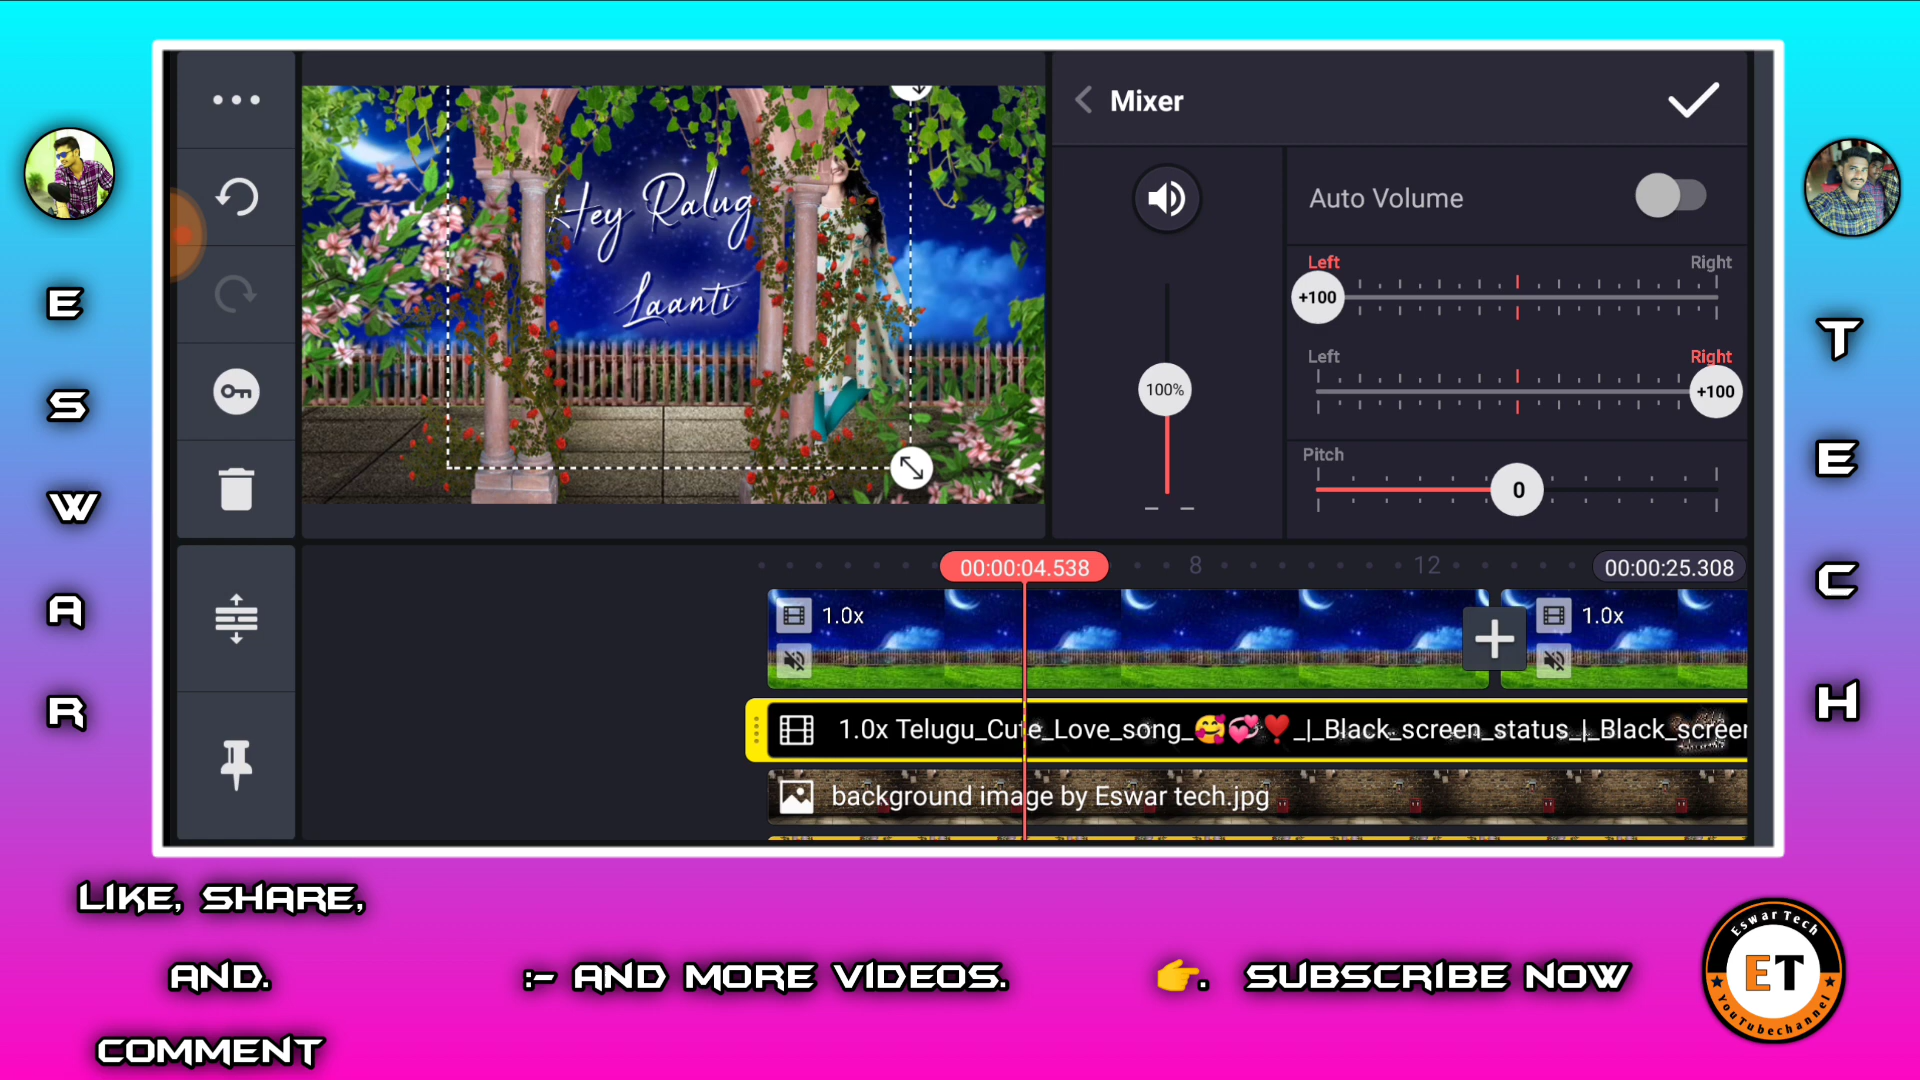 Mixer
Auto Volume
Left
Right
+100
Left
Right
+100
100%
Pitch
0
Hey Ralug
Laanti
00:00:04.538
8
12
00:00:25.308
1.0x
1.0x
1.0x Telugu_Cute_Love_song_🥰💞❣️_|_Black_screen_status_|_Black_screen
background image by Eswar tech.jpg
E
S
W
A
R
T
E
C
H
LIKE, SHARE,
AND.
COMMENT
:- AND MORE VIDEOS.
👉. SUBSCRIBE NOW
Eswar Tech
ET
YouTubechannel